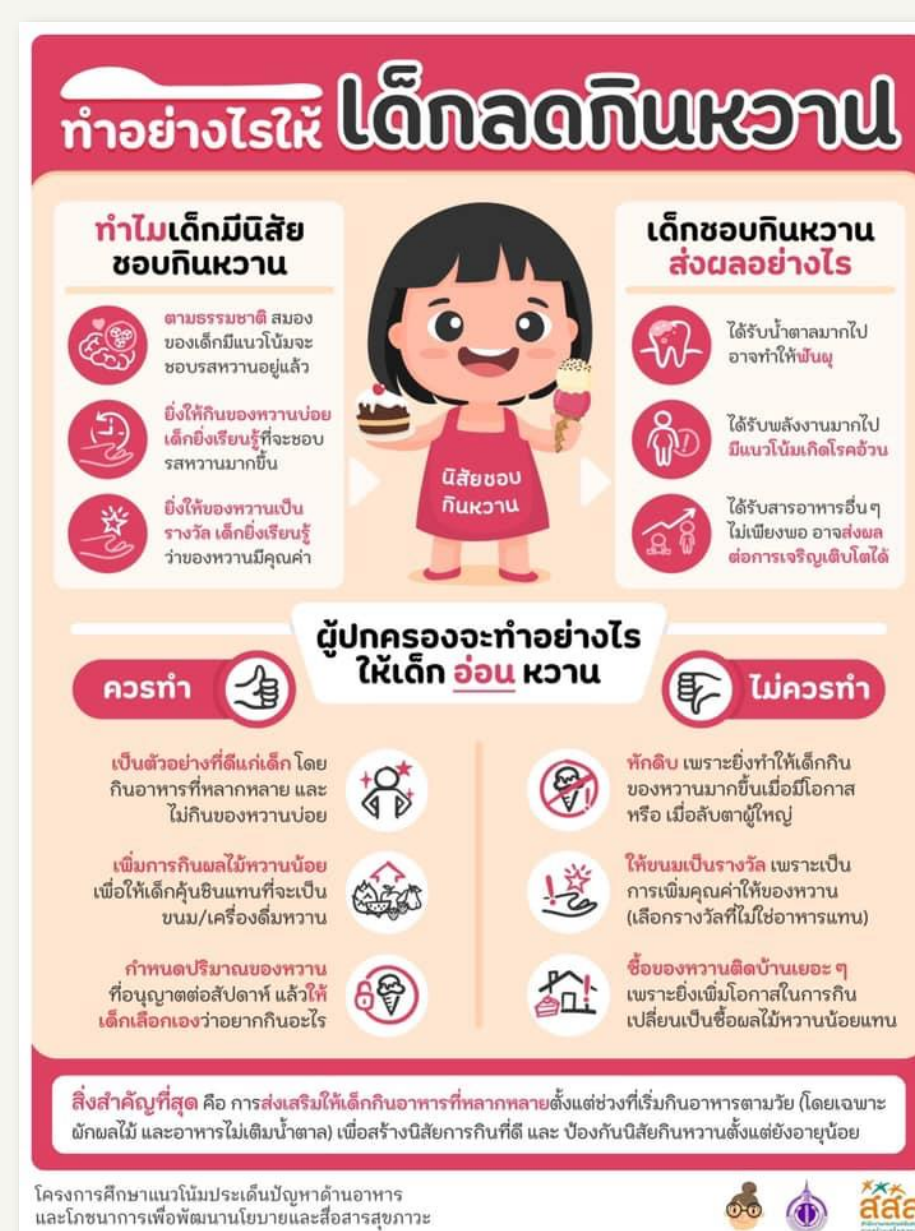 ทำอย่างไรให้ เด็กลดกินหวาน
ทำไมเด็กมีนิสัย
ชอบกินหวาน
ตามธรรมชาติ สมอง
ของเด็กมีแนวโน้มจะ
ชอบรสหวานอยู่แล้ว
ยิ่งให้กินของหวานบ่อย
เด็กยิ่งเรียนรู้ที่จะชอบ
รสหวานมากขึ้น
ยิ่งให้ของหวานเป็น
รางวัล เด็กยิ่งเรียนรู้
ว่าของหวานมีคุณค่า
นิสัยชอบ
กินหวาน
เด็กชอบกินหวาน
ส่งผลอย่างไร
ได้รับน้ำตาลมากไป
อาจทำให้ฟันผุ
ได้รับพลังงานมากไป
มีแนวโน้มเกิดโรคอ้วน
ได้รับสารอาหารอื่นๆ
ไม่เพียงพอ อาจส่งผล
ต่อการเจริญเติบโตได้
ผู้ปกครองจะทำอย่างไร
ให้เด็ก อ่อน หวาน
ควรทำ
เป็นตัวอย่างที่ดีแก่เด็ก โดย
กินอาหารที่หลากหลาย และ
ไม่กินของหวานบ่อย
เพิ่มการกินผลไม้หวานน้อย
เพื่อให้เด็กคุ้นชินแทนที่จะเป็น
ขนม/เครื่องดื่มหวาน
กำหนดปริมาณของหวาน
ที่อนุญาตต่อสัปดาห์ แล้วให้
เด็กเลือกเองว่าอยากกินอะไร
ไม่ควรทำ
หักดิบ เพราะยิ่งทำให้เด็กกิน
ของหวานมากขึ้นเมื่อมีโอกาส
หรือ เมื่อลับตาผู้ใหญ่
ให้ขนมเป็นรางวัล เพราะเป็น
การเพิ่มคุณค่าให้ของหวาน
(เลือกรางวัลที่ไม่ใช่อาหารแทน)
ซื้อของหวานติดบ้านเยอะ ๆ
เพราะยิ่งเพิ่มโอกาสในการกิน
เปลี่ยนเป็นซื้อผลไม้หวานน้อยแทน
สิ่งสำคัญที่สุด คือ การส่งเสริมให้เด็กกินอาหารที่หลากหลายตั้งแต่ช่วงที่เริ่มกินอาหารตามวัย (โดยเฉพาะ
ผักผลไม้ และอาหารไม่เติมน้ำตาล) เพื่อสร้างนิสัยการกินที่ดี และ ป้องกันนิสัยกินหวานตั้งแต่ยังอายุน้อย
โครงการศึกษาแนวโน้มประเด็นปัญหาด้านอาหาร
และโภชนาการเพื่อพัฒนานโยบายและสื่อสารสุขภาวะ